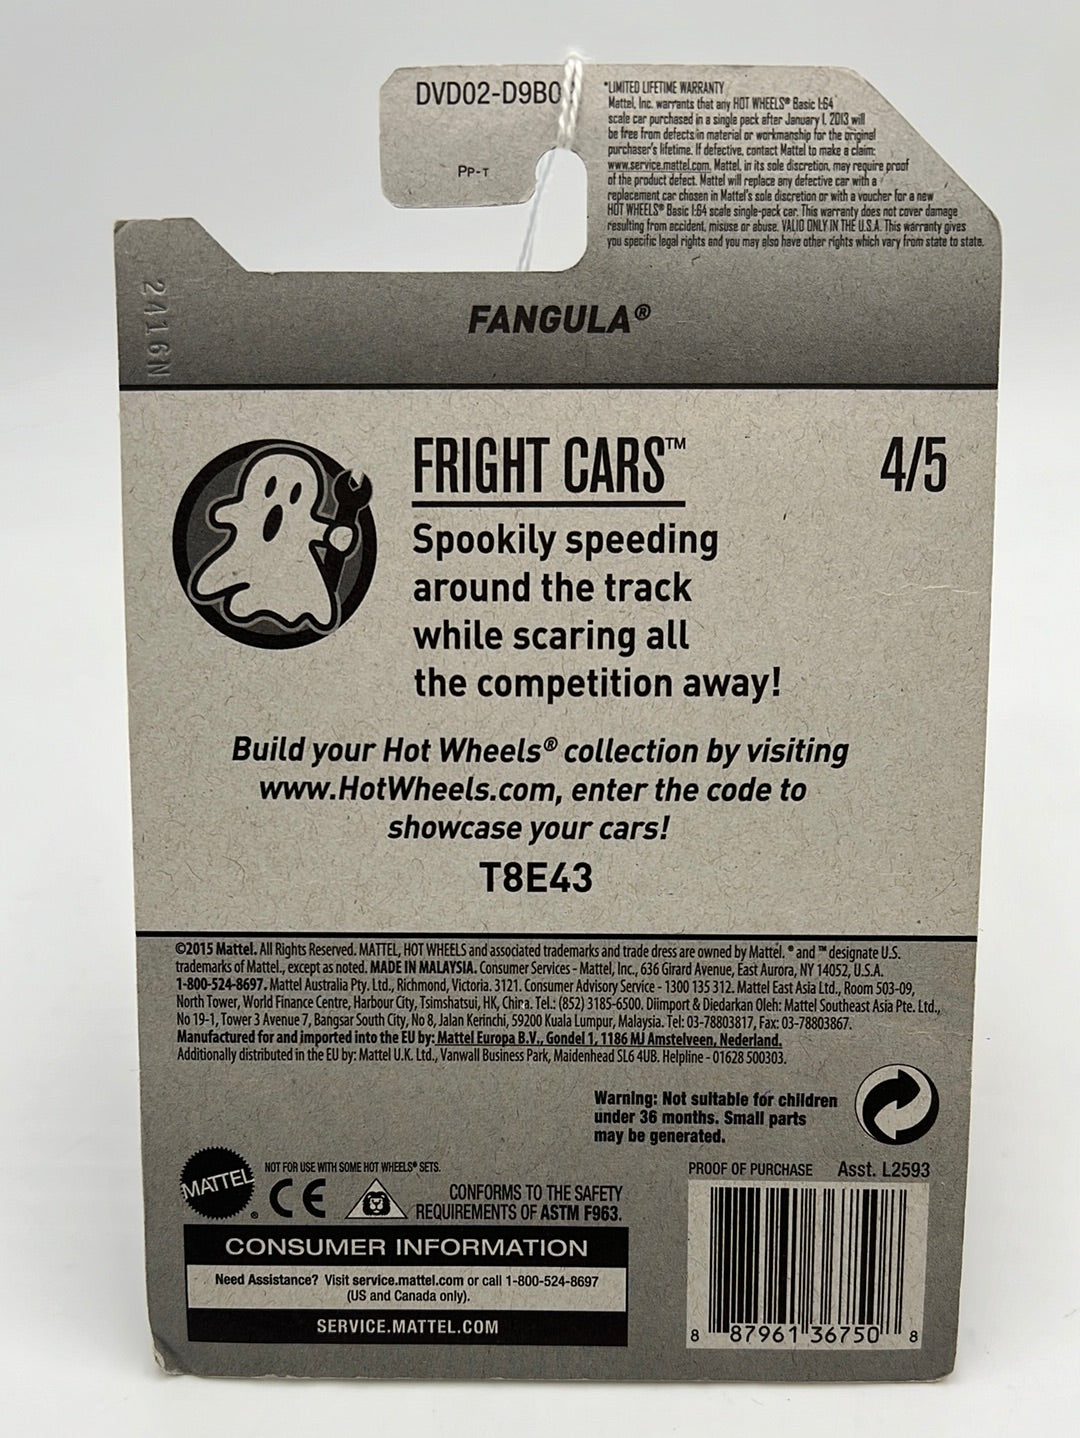 DVD02-D9B0
PP-T
*LIMITED LIFETIME WARRANTY
Mattel, Inc. warrants that any HOT WHEELS® Basic 1:64
scale car purchased in a single pack after January 1, 2013 will
be free from defects in material or workmanship for the original
purchaser's lifetime. If defective, contact Mattel to make a claim:
www.service.mattel.com. Mattel, in its sole discretion, may require proof
of the product defect. Mattel will replace any defective car with a
replacement car chosen in Mattel's sole discretion or with a voucher for a new
HOT WHEELS® Basic 1:64 scale single-pack car. This warranty does not cover damage
resulting from accident, misuse or abuse. VALID ONLY IN THE U.S.A. This warranty gives
you specific legal rights and you may also have other rights which vary from state to state.
2416N
FANGULA®
FRIGHT CARS™
4/5
Spookily speeding
around the track
while scaring all
the competition away!
Build your Hot Wheels® collection by visiting
www.HotWheels.com, enter the code to
showcase your cars!
T8E43
©2015 Mattel. All Rights Reserved. MATTEL, HOT WHEELS and associated trademarks and trade dress are owned by Mattel. ® and ™ designate U.S.
trademarks of Mattel., except as noted. MADE IN MALAYSIA. Consumer Services - Mattel, Inc., 636 Girard Avenue, East Aurora, NY 14052, U.S.A.
1-800-524-8697. Mattel Australia Pty. Ltd., Richmond, Victoria. 3121. Consumer Advisory Service - 1300 135 312. Mattel East Asia Ltd., Room 503-09,
North Tower, World Finance Centre, Harbour City, Tsimshatsui, HK, China. Tel.: (852) 3185-6500. Diimport & Diedarkan Oleh: Mattel Southeast Asia Pte. Ltd.,
No 19-1, Tower 3 Avenue 7, Bangsar South City, No 8, Jalan Kerinchi, 59200 Kuala Lumpur, Malaysia. Tel: 03-78803817, Fax: 03-78803867.
Manufactured for and imported into the EU by: Mattel Europa B.V., Gondel 1, 1186 MJ Amstelveen, Nederland.
Additionally distributed in the EU by: Mattel U.K. Ltd., Vanwall Business Park, Maidenhead SL6 4UB. Helpline - 01628 500303.
Warning: Not suitable for children
under 36 months. Small parts
may be generated.
MATTEL®
NOT FOR USE WITH SOME HOT WHEELS® SETS.
CE
CONFORMS TO THE SAFETY
REQUIREMENTS OF ASTM F963.
PROOF OF PURCHASE Asst. L2593
CONSUMER INFORMATION
Need Assistance? Visit service.mattel.com or call 1-800-524-8697
(US and Canada only).
SERVICE.MATTEL.COM
8 87961 36750 8